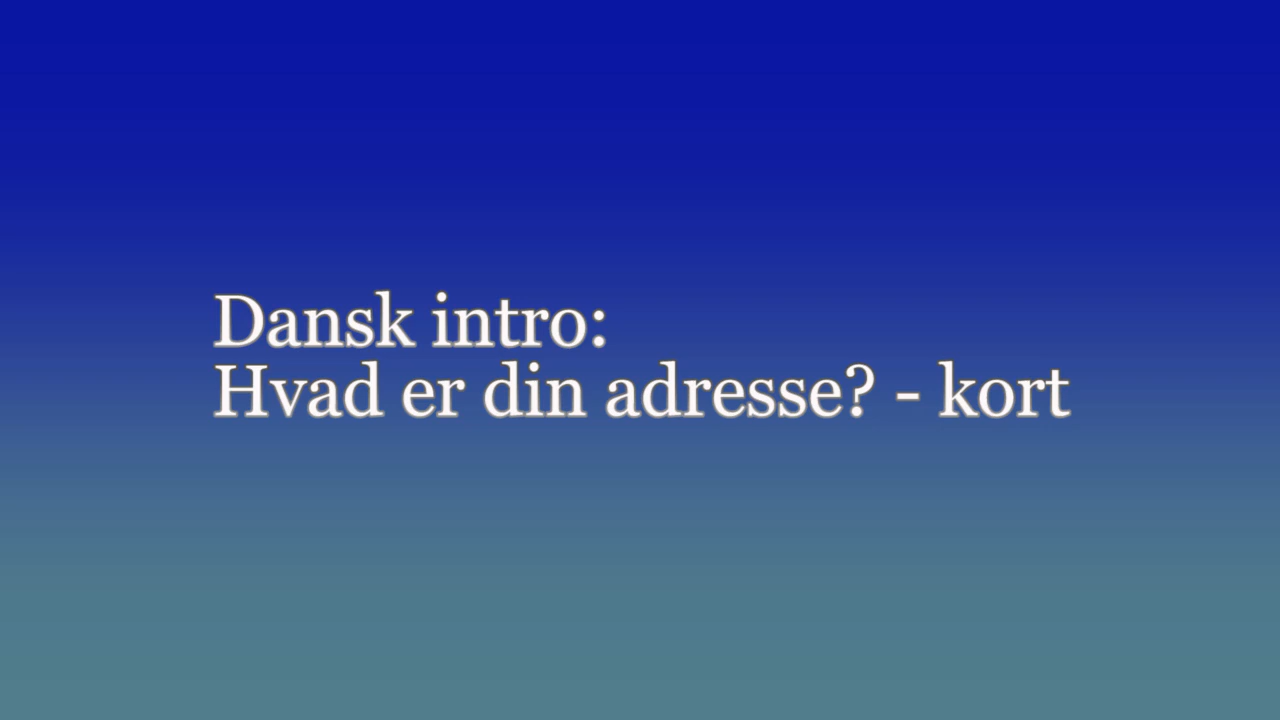 Dansk intro:
Hvad er din adresse? - kort